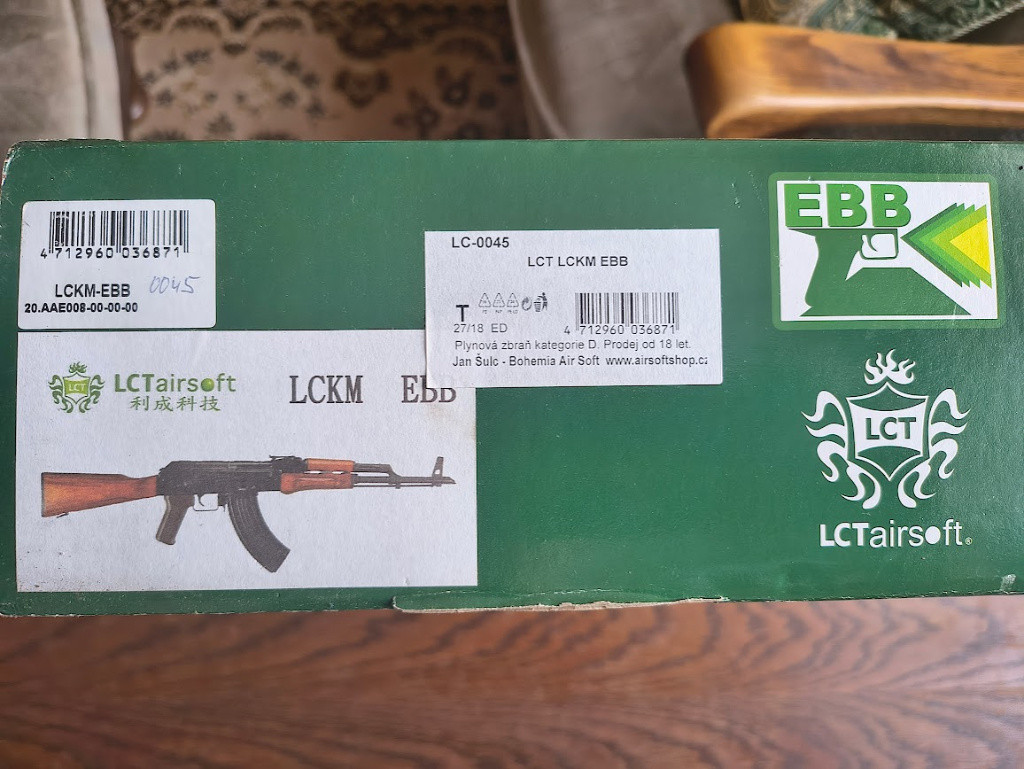 4 712960 036871
LCKM-EBB 0045
20.AAE008-00-00-00
LCT
LCTairsoft
利成科技
LCKM EBB
LC-0045
LCT LCKM EBB
T
27/18 ED
4 712960 036871
Plynová zbraň kategorie D. Prodej od 18 let.
Jan Šulc - Bohemia Air Soft www.airsoftshop.cz
EBB
LCT
LCTairsoft®